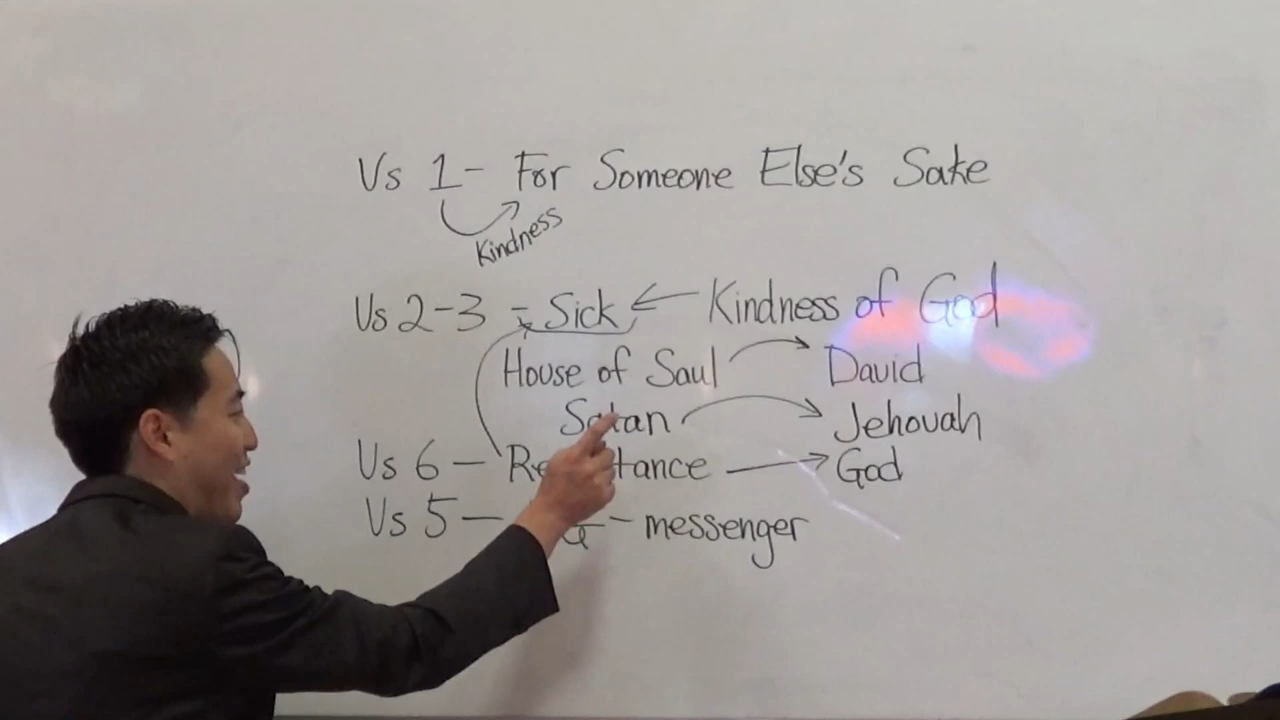 Vs 1- For Someone Else's Sake
Kindness
Vs 2-3 - Sick ← Kindness of God
House of Saul → David
Satan → Jehovah
Vs 6 - → God
Vs 5 - - messenger